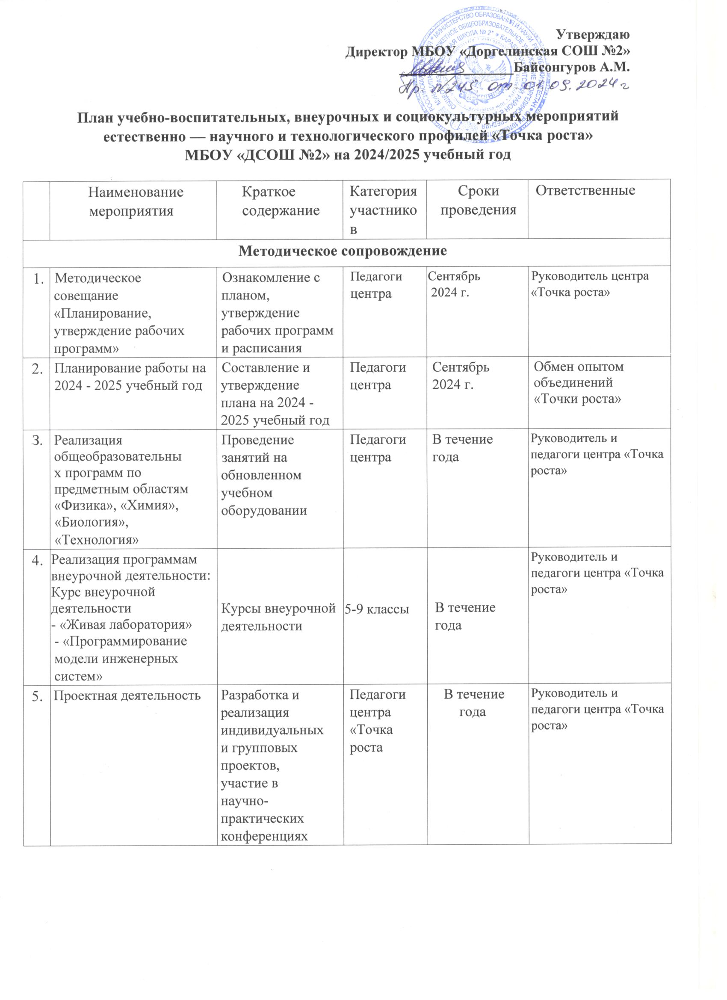 Утверждаю
Директор МБОУ «Доргелинская СОШ №2»
Байсонгуров А.М.
Пр. №245 от 01.09.2024г
План учебно-воспитательных, внеурочных и социокультурных мероприятий
естественно — научного и технологического профилей «Точка роста»
МБОУ «ДСОШ №2» на 2024/2025 учебный год
Наименование
мероприятия
Краткое
содержание
Категория
участнико
в
Сроки
проведения
Ответственные
Методическое сопровождение
1.
Методическое
совещание
«Планирование,
утверждение рабочих
программ»
Ознакомление с
планом,
утверждение
рабочих программ
и расписания
Педагоги
центра
Сентябрь
2024 г.
Руководитель центра
«Точка роста»
2.
Планирование работы на
2024 - 2025 учебный год
Составление и
утверждение
плана на 2024 -
2025 учебный год
Педагоги
центра
Сентябрь
2024 г.
Обмен опытом
объединений
«Точки роста»
3.
Реализация
общеобразовательны
х программ по
предметным областям
«Физика», «Химия»,
«Биология»,
«Технология»
Проведение
занятий на
обновленном
учебном
оборудовании
Педагоги
центра
В течение
года
Руководитель и
педагоги центра «Точка
роста»
4.
Реализация программам
внеурочной деятельности:
Курс внеурочной
деятельности
- «Живая лаборатория»
- «Программирование
модели инженерных
систем»
Курсы внеурочной
деятельности
5-9 классы
В течение
года
Руководитель и
педагоги центра «Точка
роста»
5.
Проектная деятельность
Разработка и
реализация
индивидуальных
и групповых
проектов,
участие в
научно-
практических
конференциях
Педагоги
центра
«Точка
роста
В течение
года
Руководитель и
педагоги центра «Точка
роста»